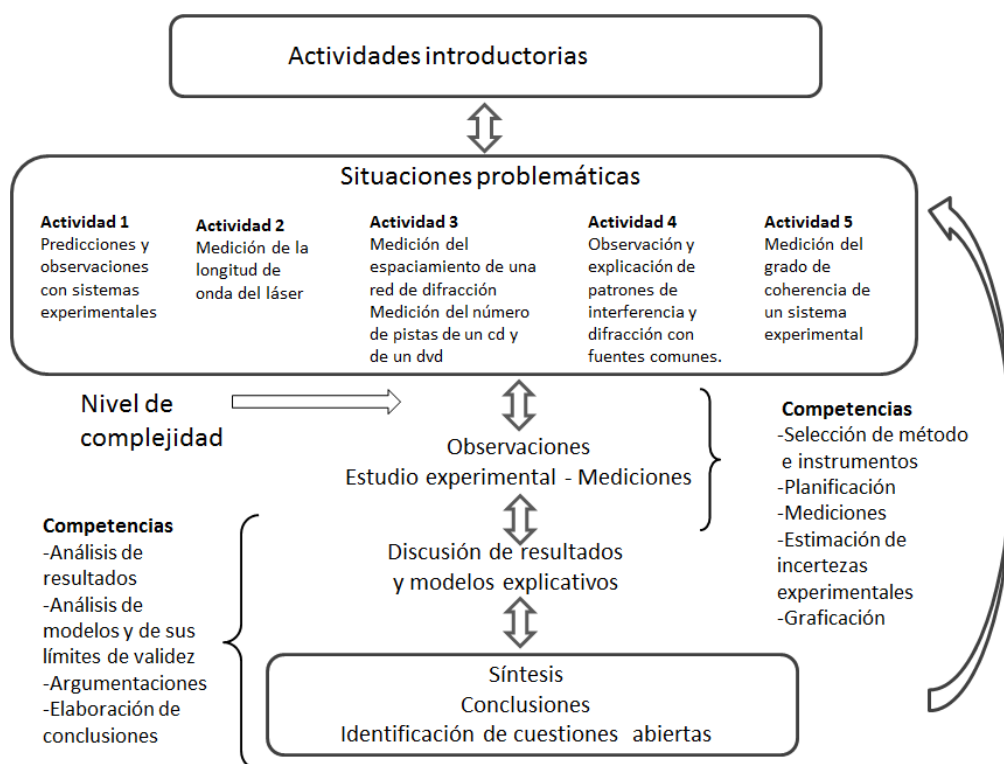 Actividades introductorias
Situaciones problemáticas
Actividad 1
Predicciones y
observaciones
con sistemas
experimentales
Actividad 2
Medición de la
longitud de
onda del láser
Actividad 3
Medición del
espaciamiento de una
red de difracción
Medición del número
de pistas de un cd y
de un dvd
Actividad 4
Observación y
explicación de
patrones de
interferencia y
difracción con
fuentes comunes.
Actividad 5
Medición del
grado de
coherencia de
un sistema
experimental
Nivel de
complejidad
Observaciones
Estudio experimental - Mediciones
Competencias
-Selección de método
e instrumentos
-Planificación
-Mediciones
-Estimación de
incertezas
experimentales
-Graficación
Competencias
-Análisis de
resultados
-Análisis de
modelos y de sus
límites de validez
-Argumentaciones
-Elaboración de
conclusiones
Discusión de resultados
y modelos explicativos
Síntesis
Conclusiones
Identificación de cuestiones abiertas